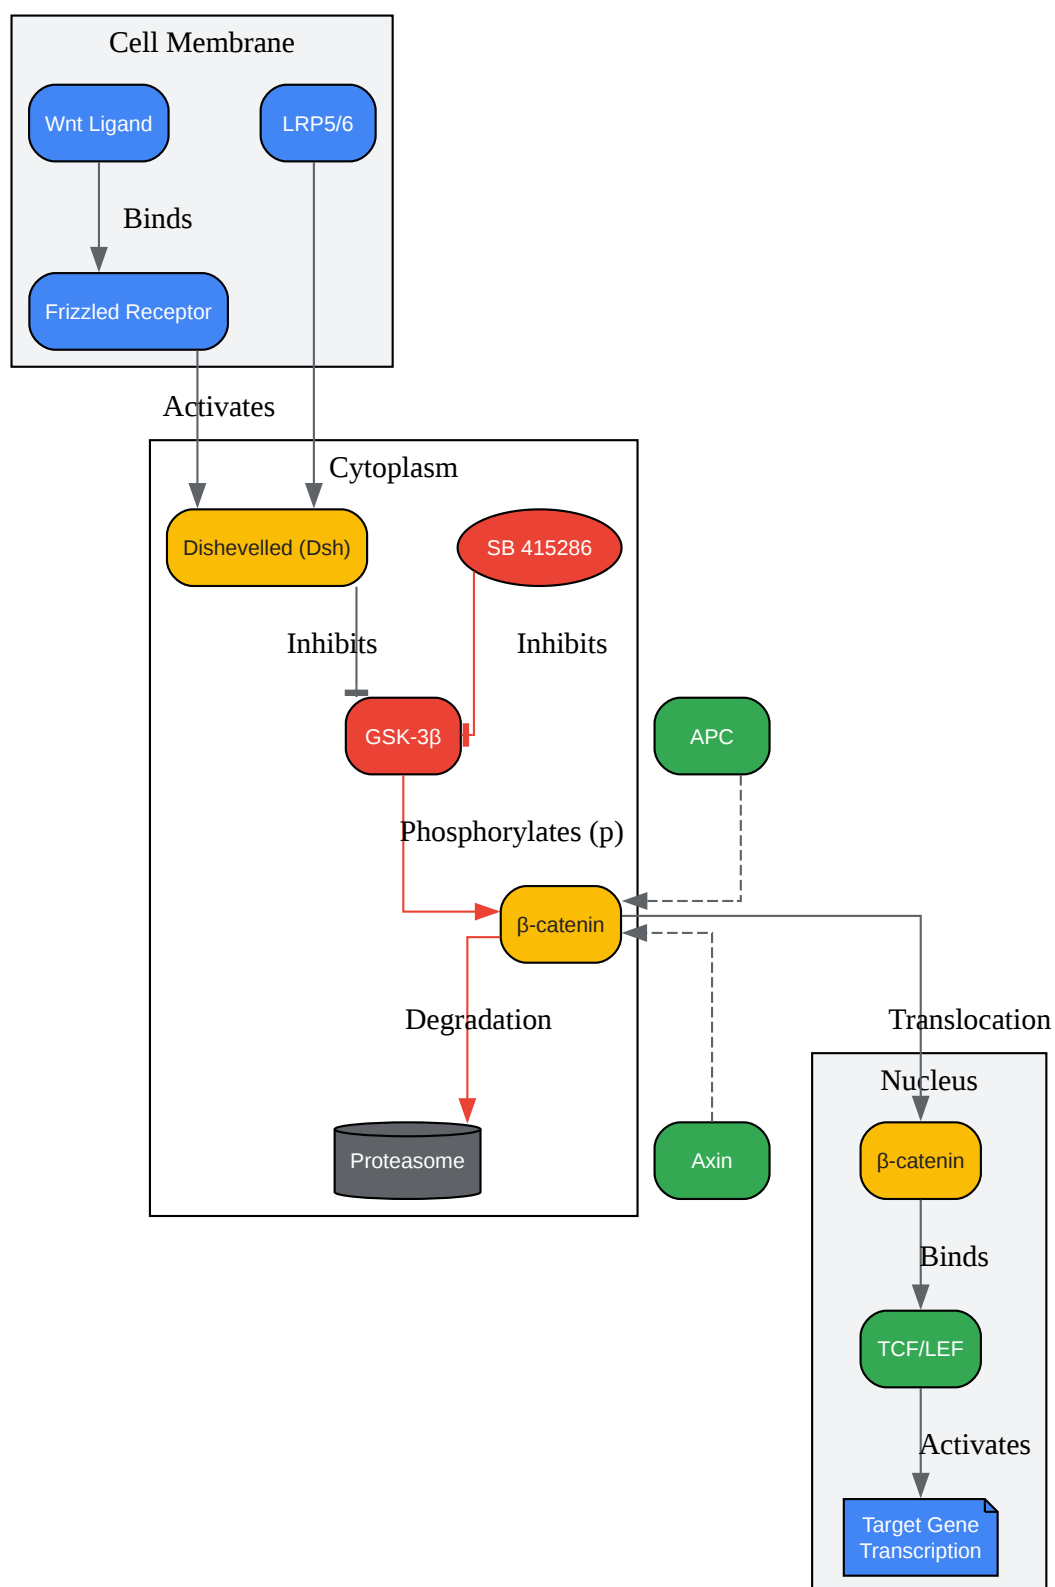 Cell Membrane
Wnt Ligand
LRP5/6
Binds
Frizzled Receptor
Activates
Cytoplasm
Dishevelled (Dsh)
SB 415286
Inhibits
Inhibits
GSK-3β
APC
Phosphorylates (p)
β-catenin
Degradation
Translocation
Nucleus
Proteasome
Axin
β-catenin
Binds
TCF/LEF
Activates
Target Gene
Transcription